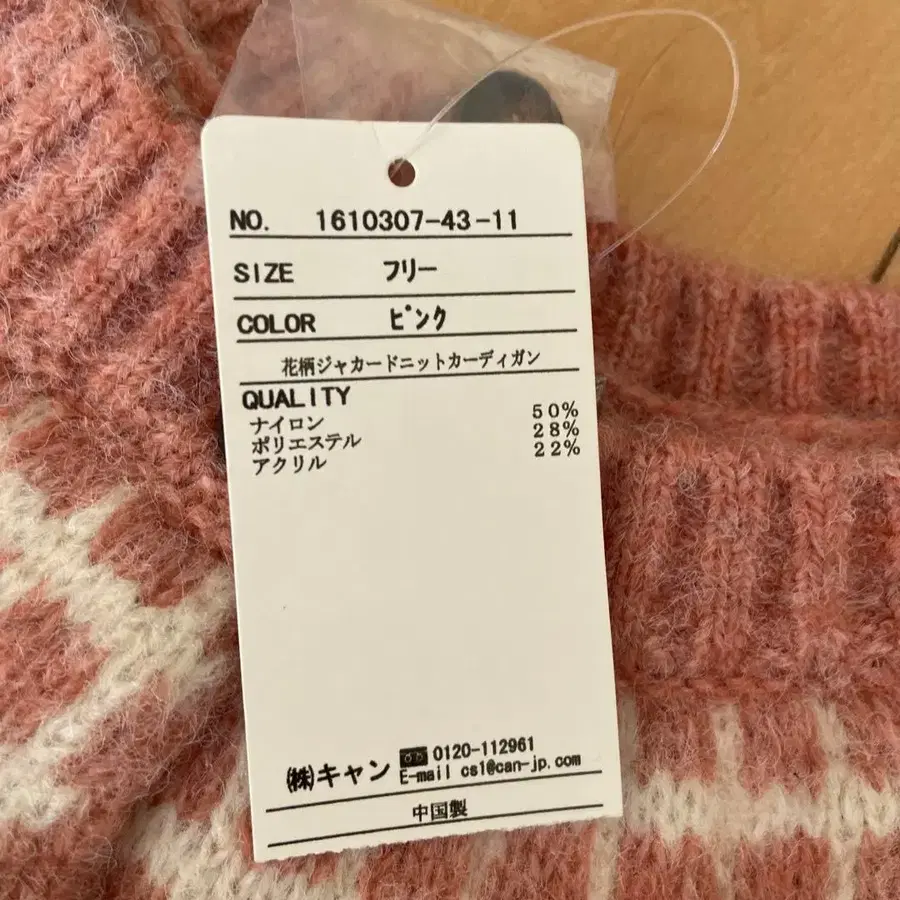 NO. 1610307-43-11
SIZE フリー
COLOR ピンク
花柄ジャカードニットカーディガン
QUALITY
ナイロン 50%
ポリエステル 28%
アクリル 22%
㈱キャン 0120-112961
E-mail cs1@can-jp.com
中国製